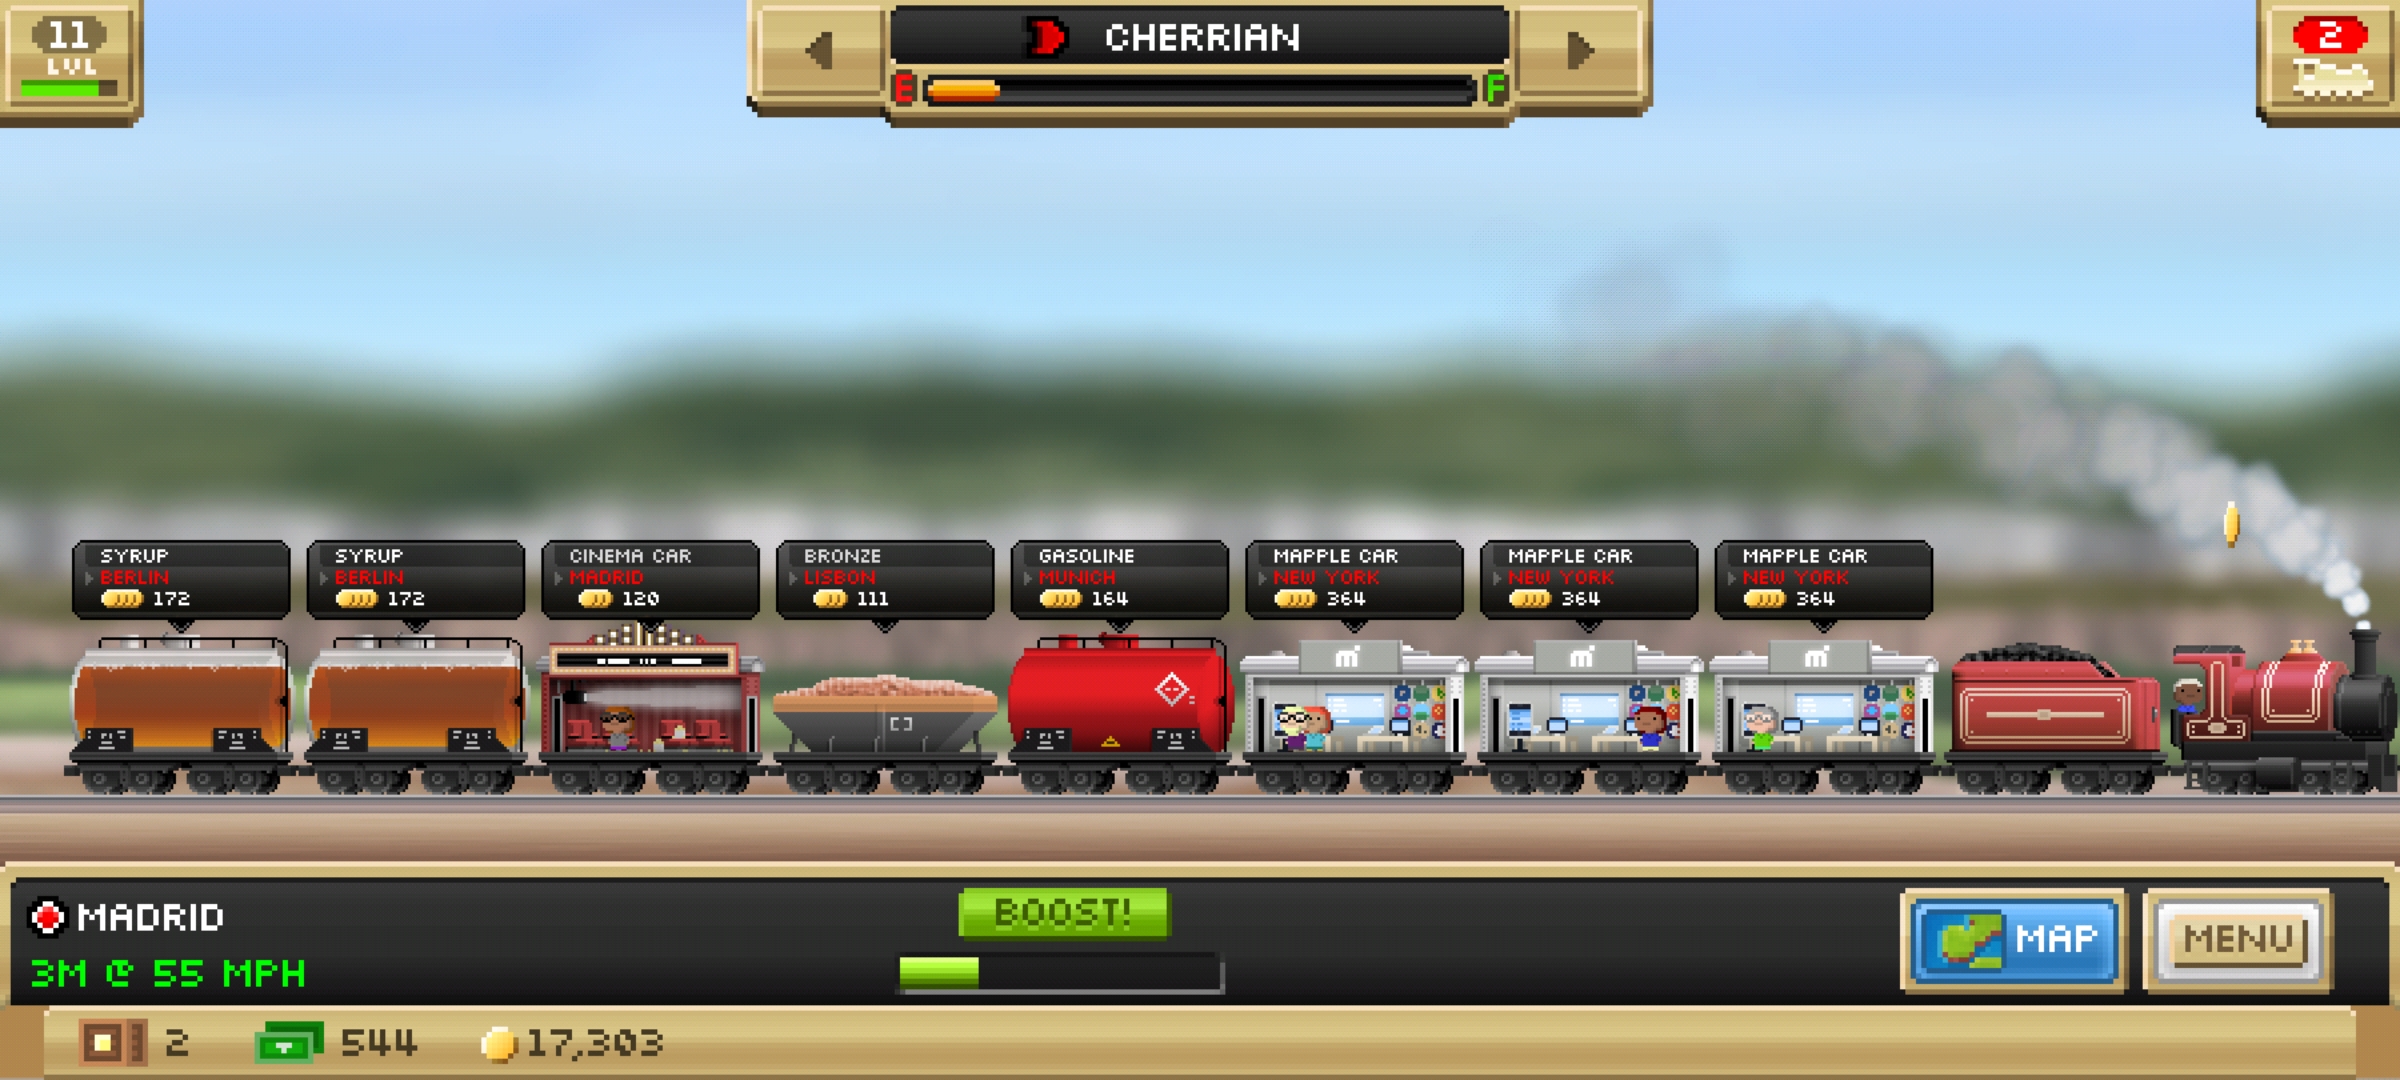 11
LVL
CHERRIAN
E
F
2
SYRUP
BERLIN
172
SYRUP
BERLIN
172
CINEMA CAR
MADRID
120
BRONZE
LISBON
111
GASOLINE
MUNICH
164
MAPPLE CAR
NEW YORK
364
MAPPLE CAR
NEW YORK
364
MAPPLE CAR
NEW YORK
364
m
m
m
MADRID
3M @ 55 MPH
BOOST!
MAP
MENU
2
544
17,303